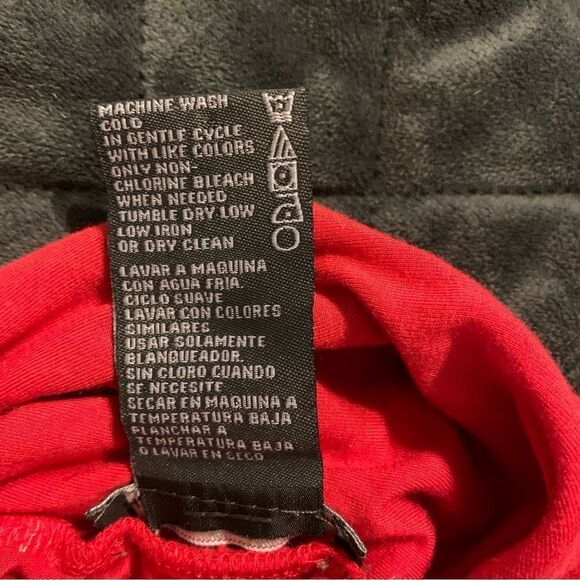 MACHINE WASH
COLD
IN GENTLE CYCLE
WITH LIKE COLORS
ONLY NON-
CHLORINE BLEACH
WHEN NEEDED
TUMBLE DRY LOW
LOW IRON
OR DRY CLEAN
LAVAR A MAQUINA
CON AGUA FRIA.
CICLO SUAVE
LAVAR CON COLORES
SIMILARES
USAR SOLAMENTE
BLANQUEADOR.
SIN CLORO CUANDO
SE NECESITE
SECAR EN MAQUINA A
TEMPERATURA BAJA
PLANCHAR A
TEMPERATURA BAJA
O LAVAR EN SECO